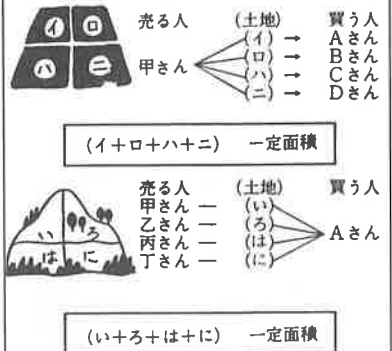 イ ロ
ハ ニ
売る人 (土地) 買う人
甲さん (イ) → Aさん
(ロ) → Bさん
(ハ) → Cさん
(ニ) → Dさん
(イ+ロ+ハ+ニ) 一定面積
い ろ
は に
売る人 (土地) 買う人
甲さん ― (い)
乙さん ― (ろ)
丙さん ― (は)
丁さん ― (に)
Aさん
(い+ろ+は+に) 一定面積